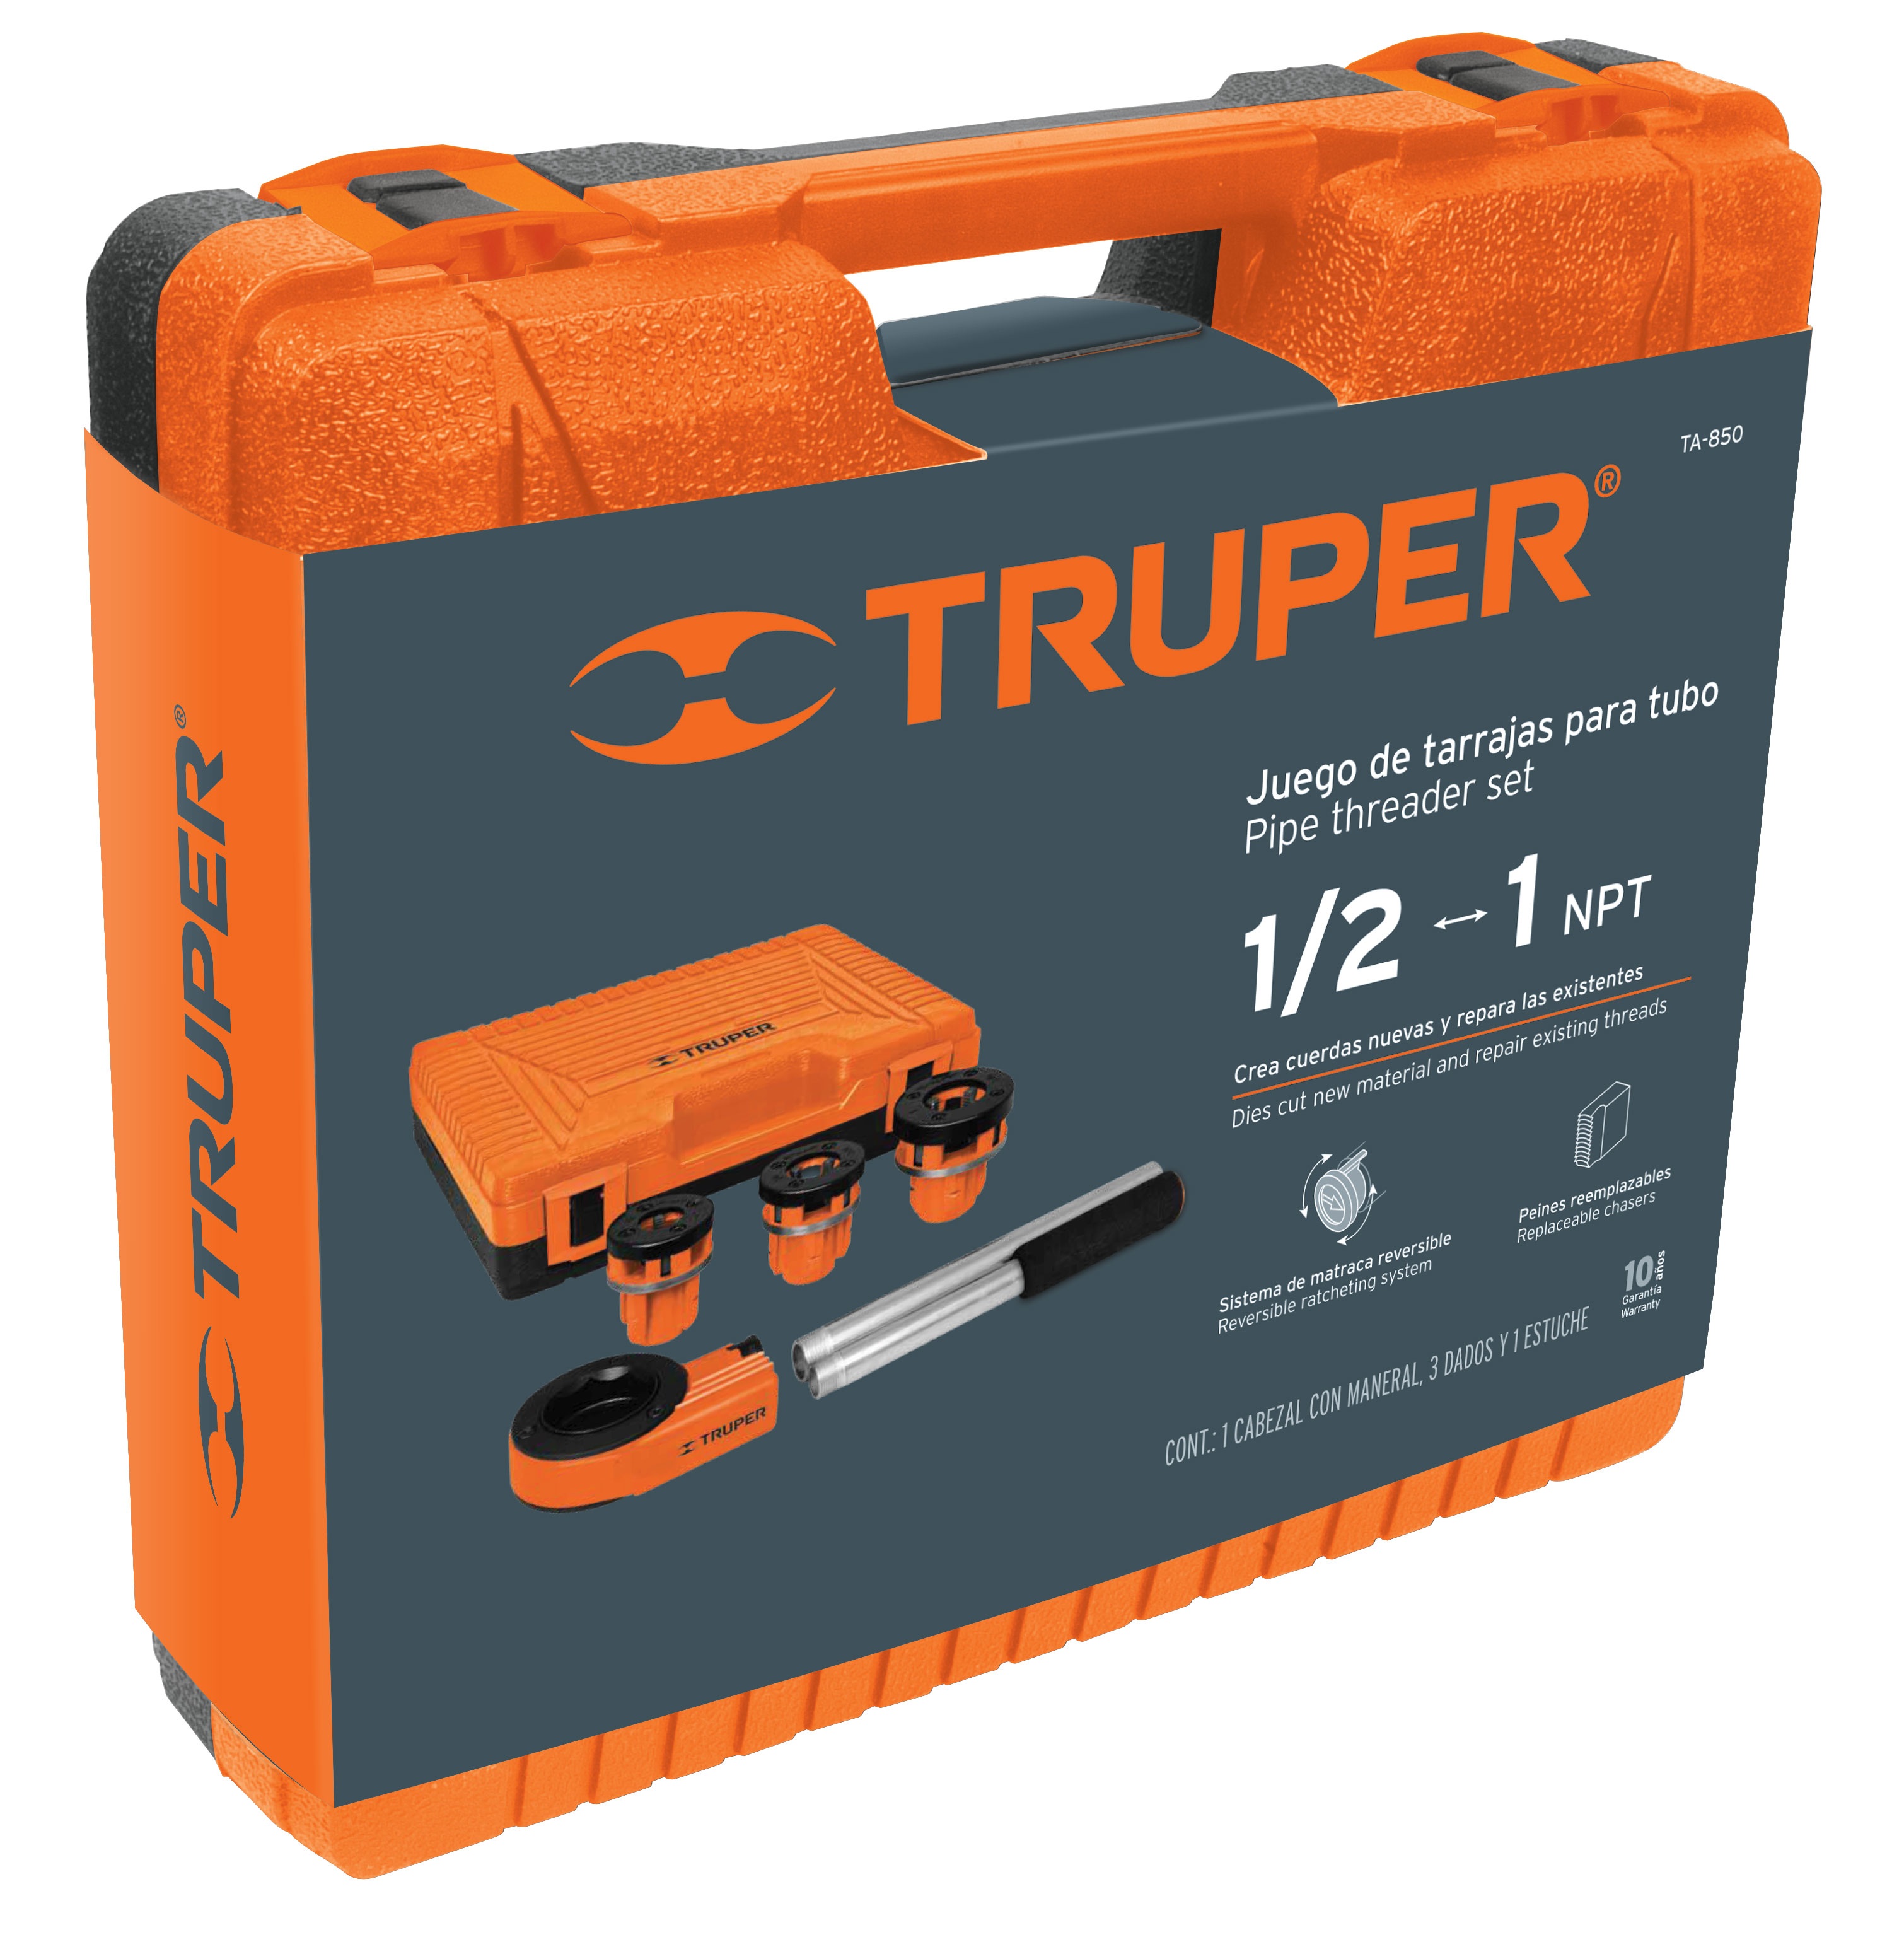 TA-850
TRUPER®
Juego de tarrajas para tubo
Pipe threader set
1/2 ↔ 1 NPT
Crea cuerdas nuevas y repara las existentes
Dies cut new material and repair existing threads
Sistema de matraca reversible
Reversible ratcheting system
Peines reemplazables
Replaceable chasers
10 años
Garantía
Warranty
CONT.: 1 CABEZAL CON MANERAL, 3 DADOS Y 1 ESTUCHE
TRUPER
TRUPER
TRUPER®